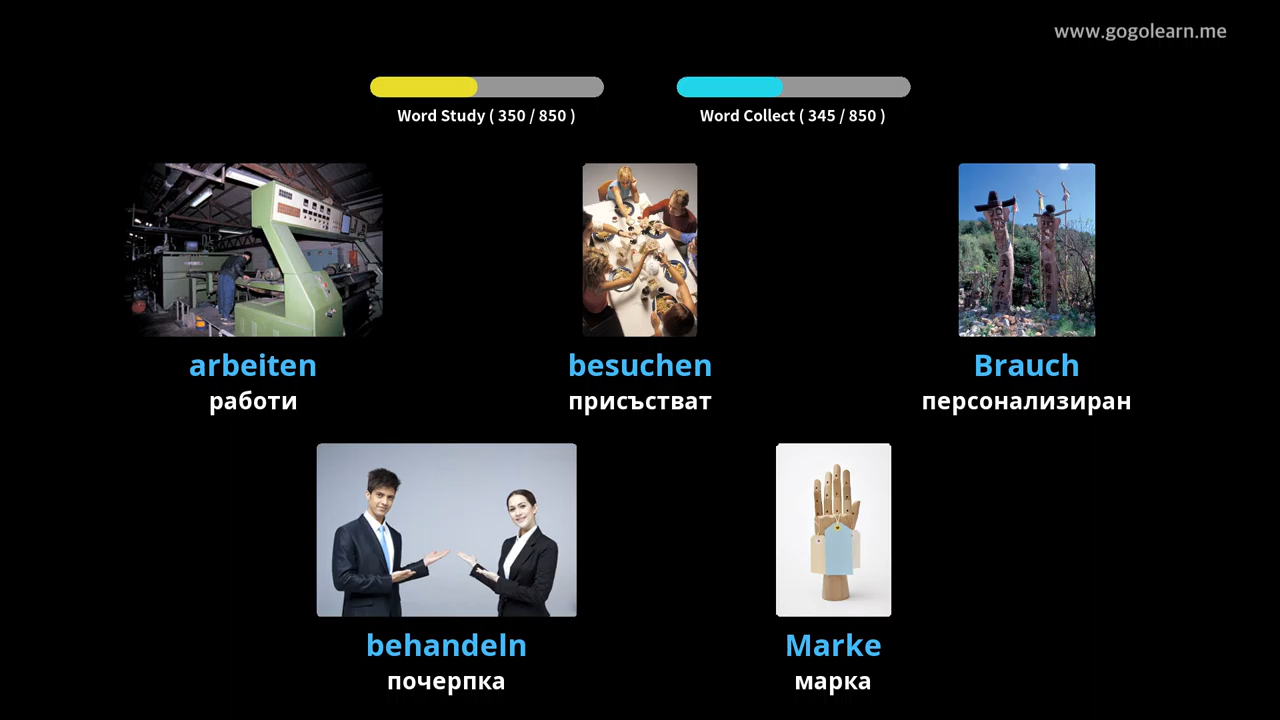 www.gogolearn.me
Word Study ( 350 / 850 )
Word Collect ( 345 / 850 )
arbeiten
работи
besuchen
присъстват
Brauch
персонализиран
behandeln
почерпка
Marke
марка